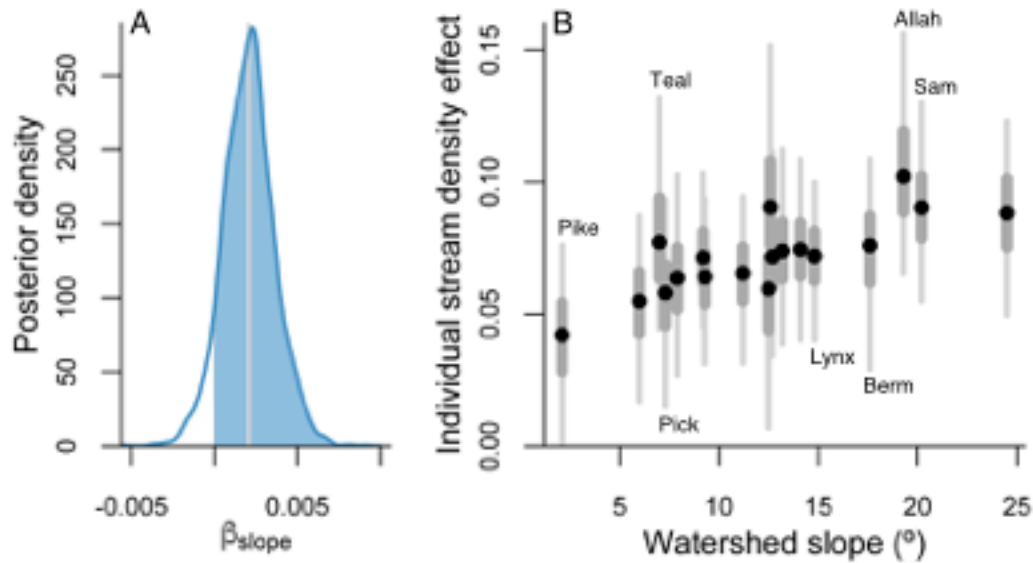 A
Posterior density
250
200
150
100
50
0
-0.005
0.005
βslope
B
Individual stream density effect
0.15
0.10
0.05
0.00
Allah
Sam
Teal
Pike
Lynx
Berm
Pick
5
10
15
20
25
Watershed slope (º)